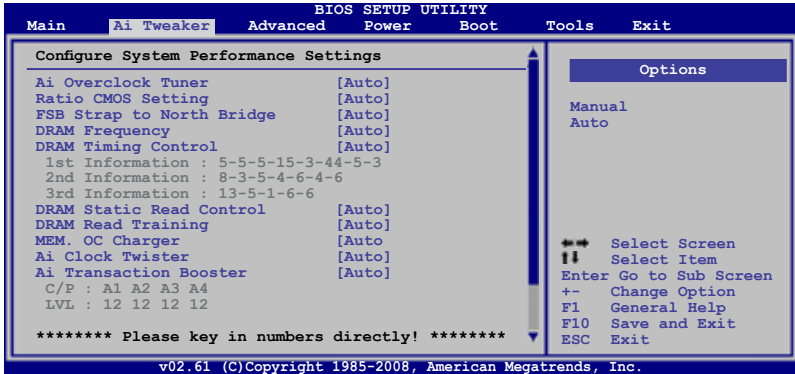 BIOS SETUP UTILITY
Main Ai Tweaker Advanced Power Boot Tools Exit
Configure System Performance Settings
Ai Overclock Tuner [Auto]
Ratio CMOS Setting [Auto]
FSB Strap to North Bridge [Auto]
DRAM Frequency [Auto]
DRAM Timing Control [Auto]
1st Information : 5-5-5-15-3-44-5-3
2nd Information : 8-3-5-4-6-4-6
3rd Information : 13-5-1-6-6
DRAM Static Read Control [Auto]
DRAM Read Training [Auto]
MEM. OC Charger [Auto
Ai Clock Twister [Auto]
Ai Transaction Booster [Auto]
C/P : A1 A2 A3 A4
LVL : 12 12 12 12
******** Please key in numbers directly! ********
Options
Manual
Auto
←→ Select Screen
↑↓ Select Item
Enter Go to Sub Screen
+- Change Option
F1 General Help
F10 Save and Exit
ESC Exit
v02.61 (C)Copyright 1985-2008, American Megatrends, Inc.